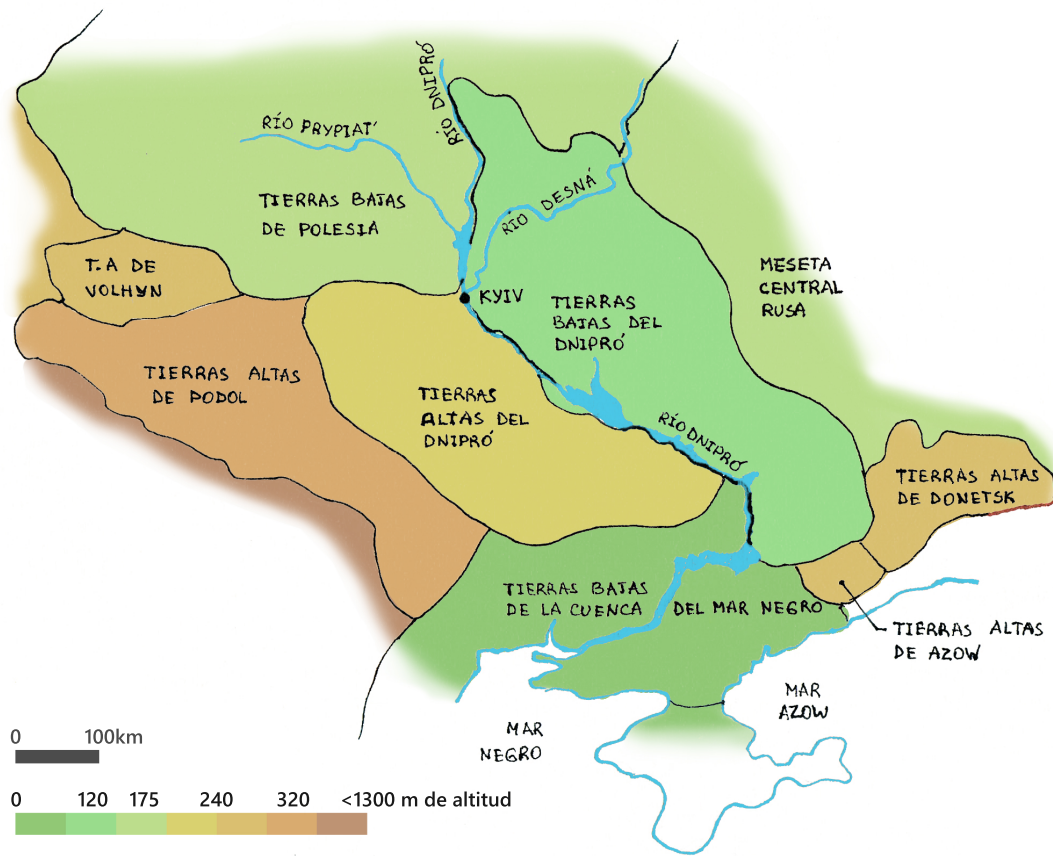 RÍO DNIPRÓ
RÍO PRYPIAT'
TIERRAS BAJAS
DE POLESIA
RÍO DESNÁ
T.A DE
VOLHYN
KYIV
TIERRAS
BAJAS DEL
DNIPRÓ
MESETA
CENTRAL
RUSA
TIERRAS ALTAS
DE PODOL
TIERRAS
ALTAS DEL
DNIPRÓ
RÍO DNIPRÓ
TIERRAS ALTAS
DE DONETSK
TIERRAS BAJAS
DE LA CUENCA
DEL MAR NEGRO
TIERRAS ALTAS
DE AZOW
MAR
AZOW
MAR
NEGRO
0 100km
0 120 175 240 320 <1300 m de altitud